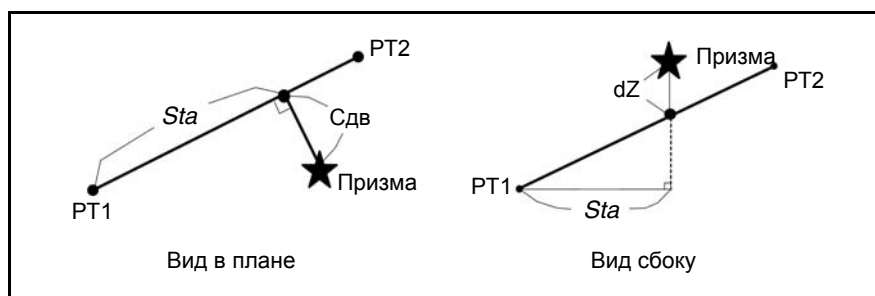 PT2
Sta
Сдв
Призма
PT1
Вид в плане
Призма
dZ
PT2
PT1
Sta
Вид сбоку